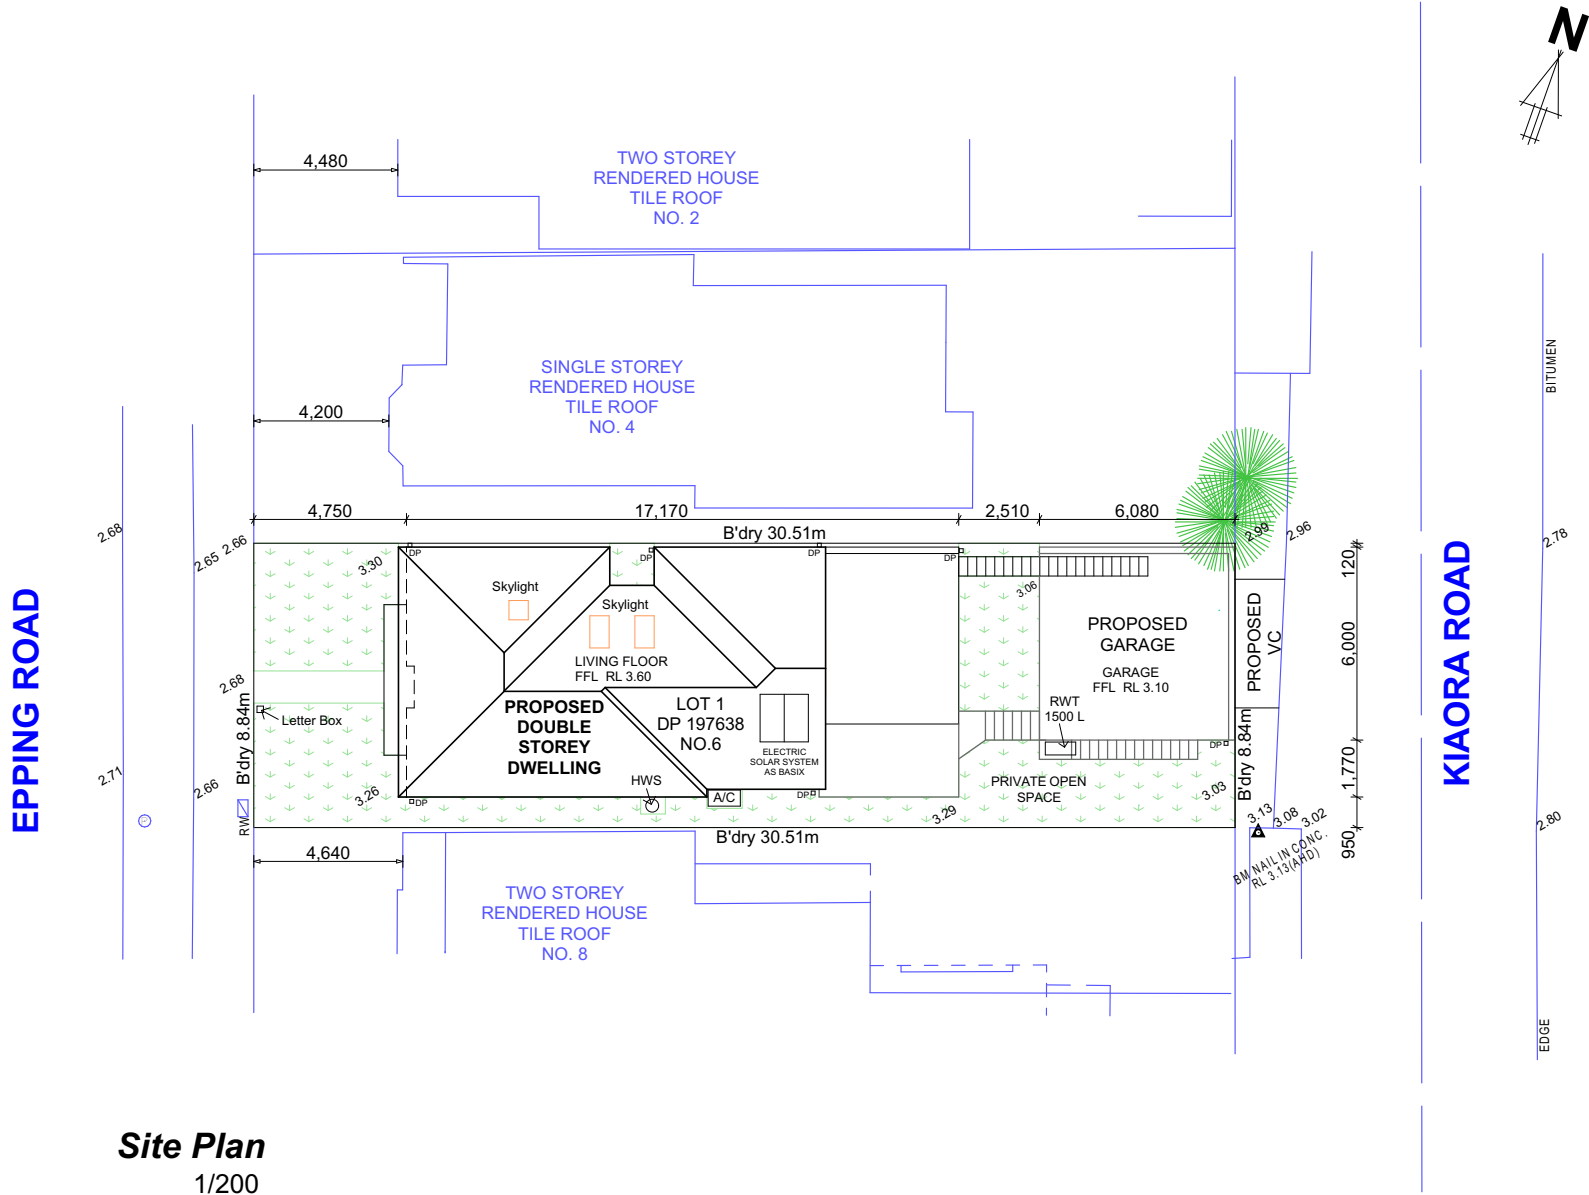 N
4,480
TWO STOREY
RENDERED HOUSE
TILE ROOF
NO. 2
SINGLE STOREY
RENDERED HOUSE
TILE ROOF
NO. 4
4,200
BITUMEN
4,750
17,170
2,510
6,080
B'dry 30.51m
2.68
2.65
2.66
2.99
2.96
2.78
3.30
DP
DP
DP
DP
120
Skylight
Skylight
3.06
PROPOSED
GARAGE
GARAGE
FFL RL 3.10
PROPOSED
VC
6,000
EPPING ROAD
KIAORA ROAD
LIVING FLOOR
FFL RL 3.60
2.68
Letter Box
B'dry 8.84m
PROPOSED
DOUBLE
STOREY
DWELLING
LOT 1
DP 197638
NO.6
RWT
1500 L
ELECTRIC
SOLAR SYSTEM
AS BASIX
DP
B'dry 8.84m
1,770
2.71
2.66
3.26
DP
HWS
A/C
DP
PRIVATE OPEN
SPACE
3.03
3.29
RW
3.13
3.08
3.02
2.80
950
B'dry 30.51m
BM NAIL IN CONC.
RL 3.13(AHD)
4,640
TWO STOREY
RENDERED HOUSE
TILE ROOF
NO. 8
EDGE
Site Plan
1/200